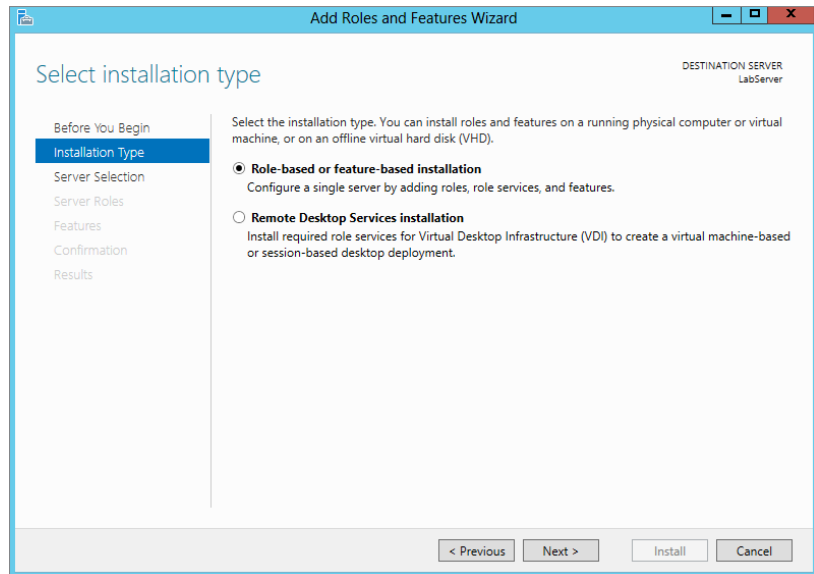 Add Roles and Features Wizard
Select installation type
DESTINATION SERVER
LabServer
Before You Begin
Installation Type
Server Selection
Server Roles
Features
Confirmation
Results
Select the installation type. You can install roles and features on a running physical computer or virtual
machine, or on an offline virtual hard disk (VHD).
Role-based or feature-based installation
Configure a single server by adding roles, role services, and features.
Remote Desktop Services installation
Install required role services for Virtual Desktop Infrastructure (VDI) to create a virtual machine-based
or session-based desktop deployment.
< Previous
Next >
Install
Cancel